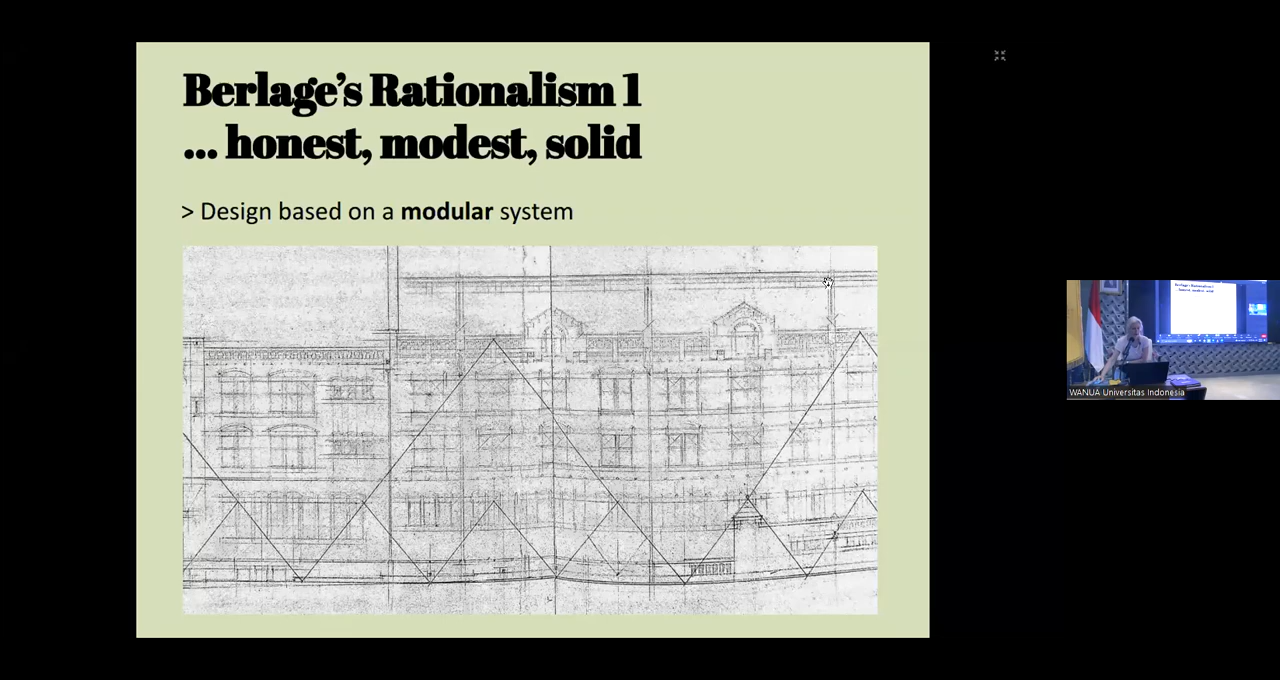 Berlage's Rationalism 1
... honest, modest, solid
> Design based on a modular system
WANUA Universitas Indonesia